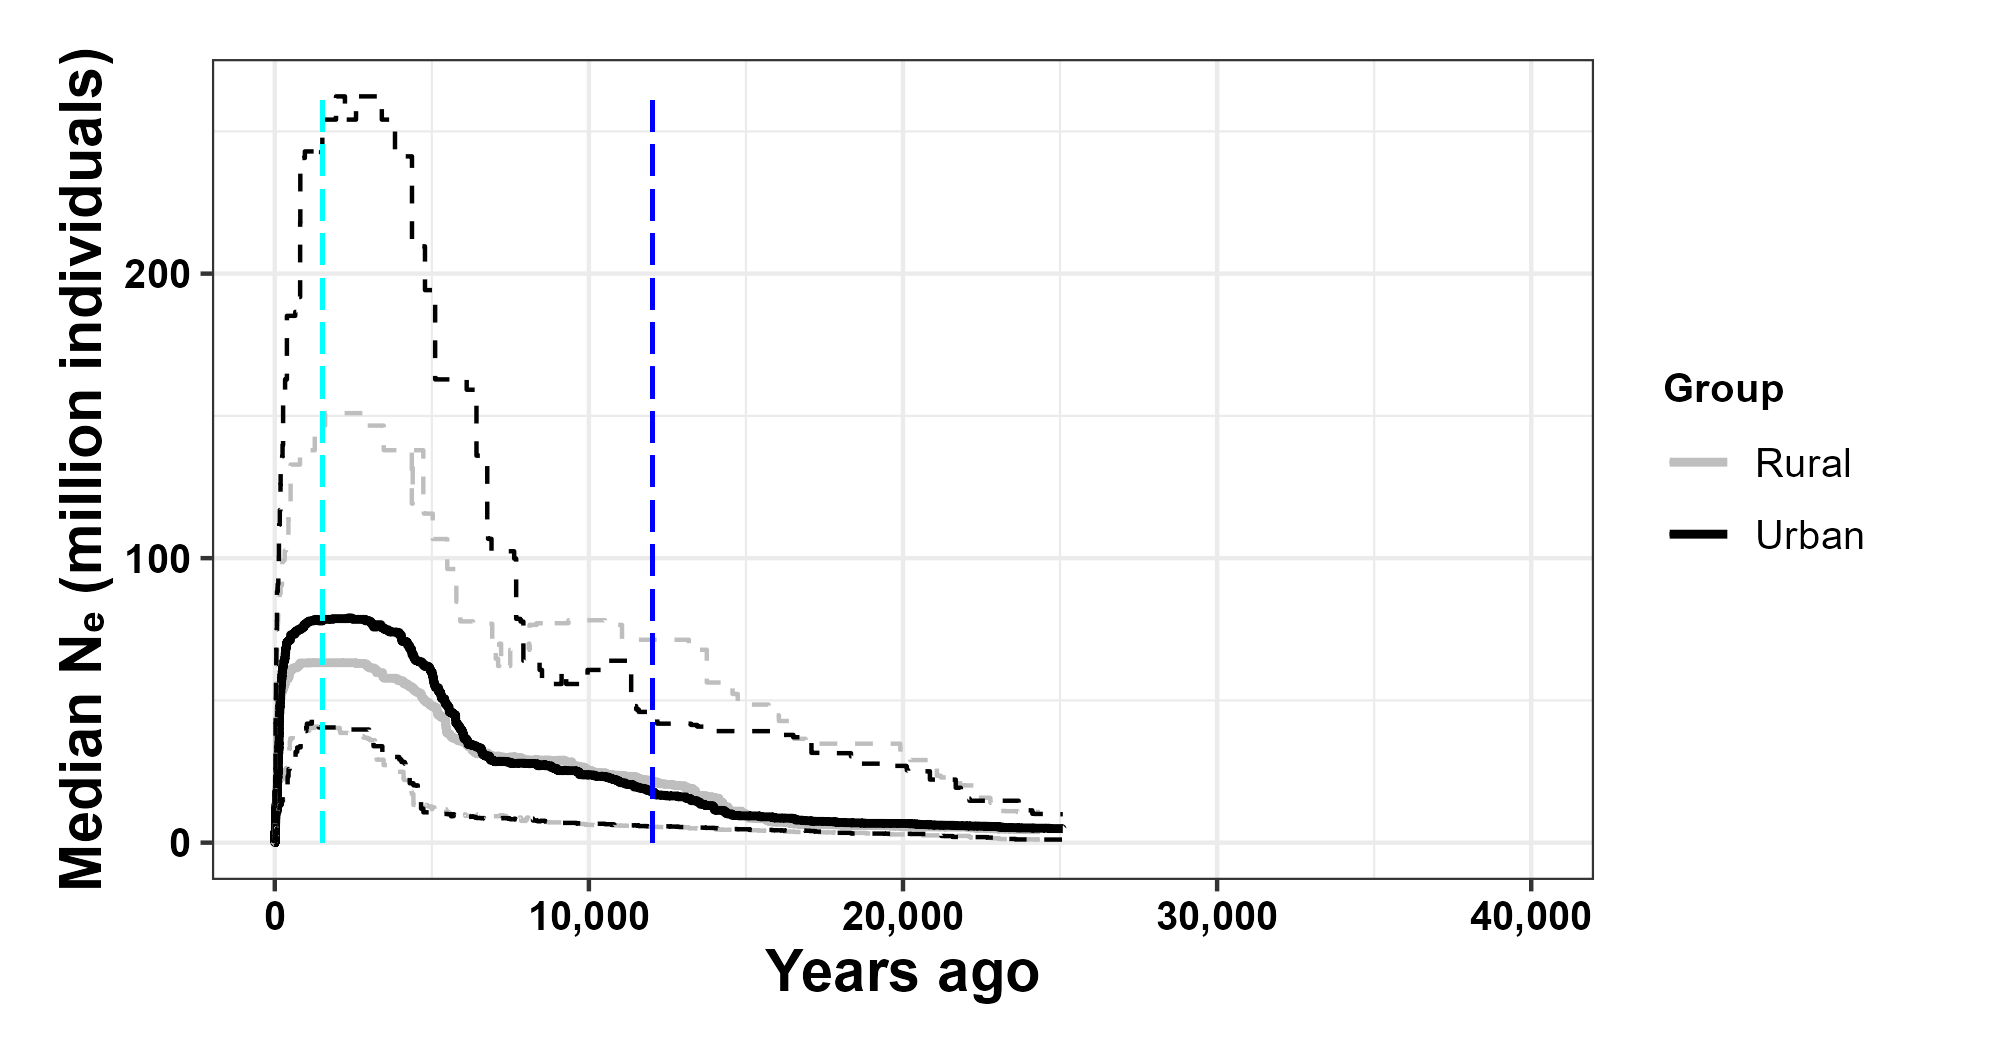 Median Ne (million individuals)
200
100
0
0
10,000
20,000
30,000
40,000
Years ago
Group
Rural
Urban